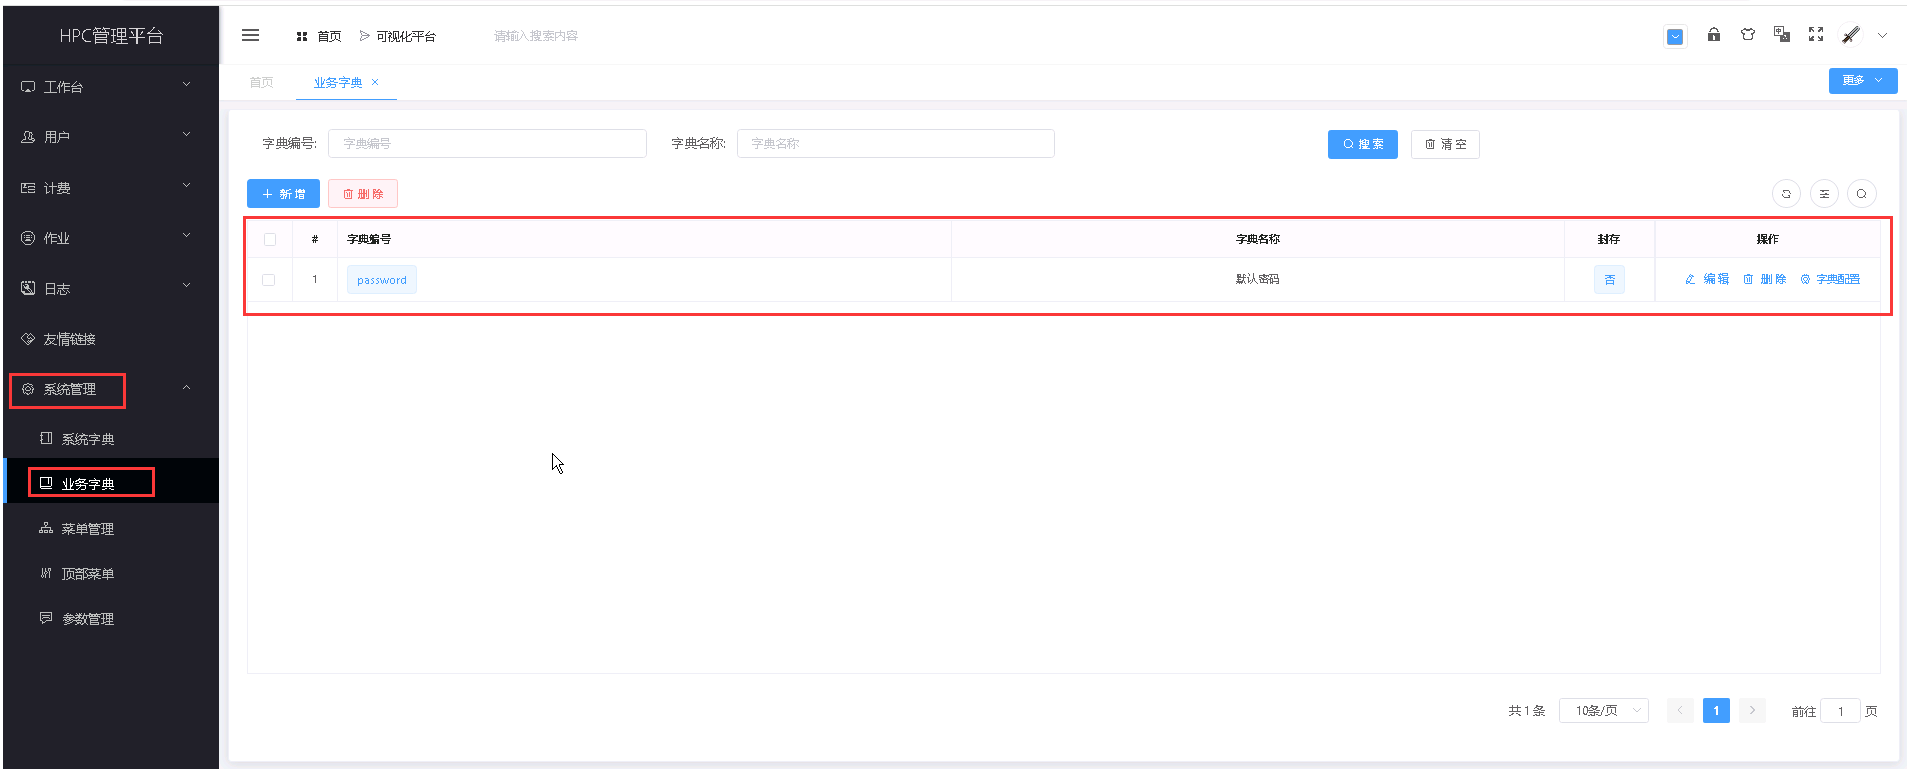 HPC管理平台
首页
可视化平台
请输入搜索内容
工作台
用户
计费
作业
日志
友情链接
系统管理
系统字典
业务字典
菜单管理
顶部菜单
参数管理
首页
业务字典
更多
字典编号:
字典编号
字典名称:
字典名称
搜 索
清 空
新 增
删 除
# 字典编号 字典名称 封存 操作
1 password 默认密码 否 编 辑 删 除 字典配置
共 1 条
10条/页
1
前往 1 页